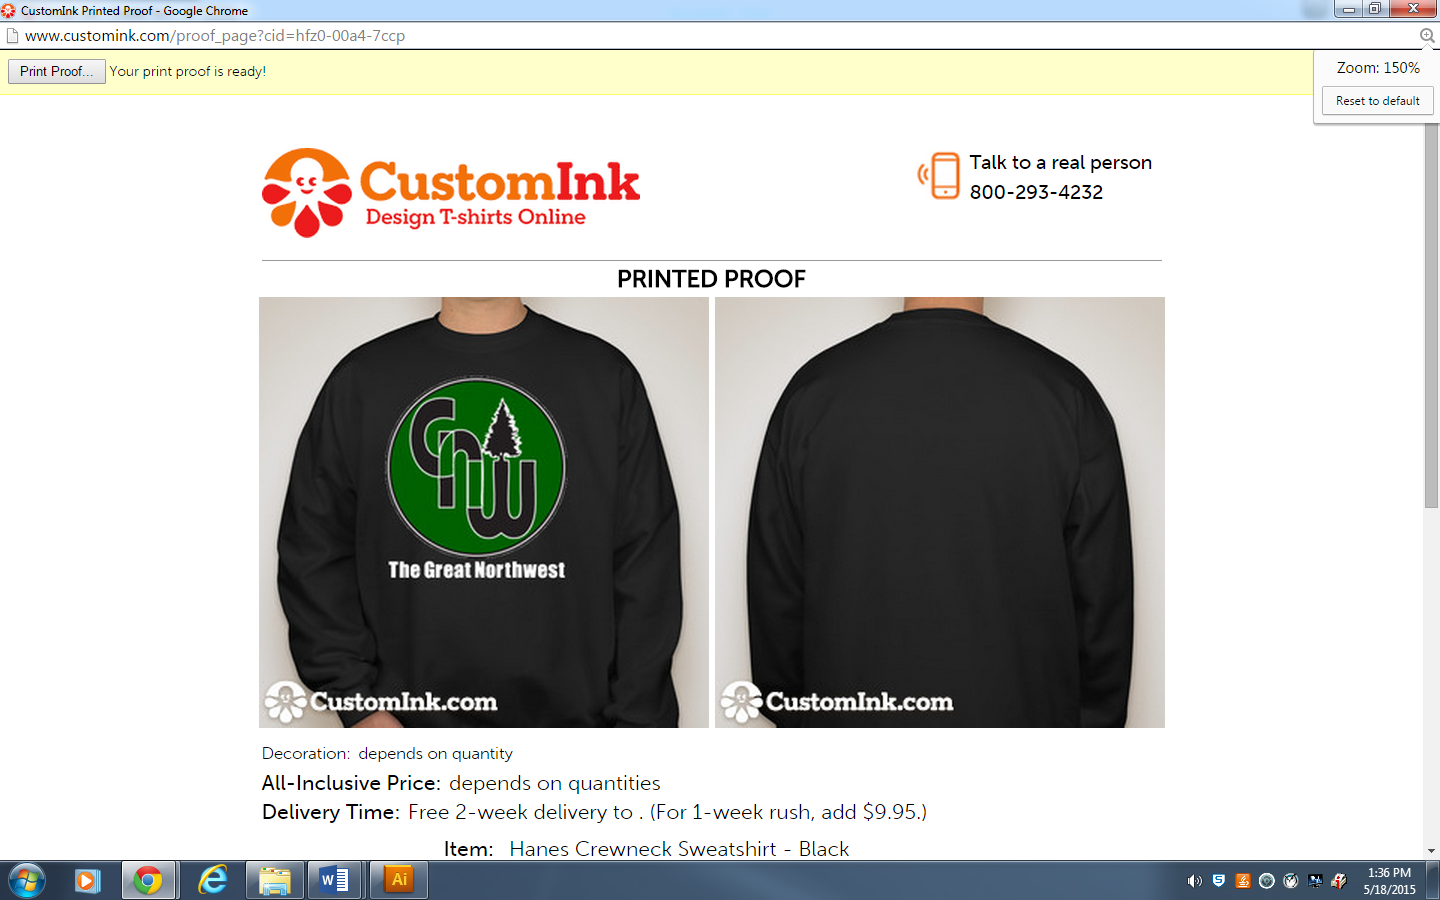 CustomInk Printed Proof - Google Chrome
www.customink.com/proof_page?cid=hfz0-00a4-7ccp
Print Proof... Your print proof is ready!
Zoom: 150%
Reset to default
CustomInk
Design T-shirts Online
Talk to a real person
800-293-4232
PRINTED PROOF
cnw
The Great Northwest
CustomInk.com
CustomInk.com
Decoration: depends on quantity
All-Inclusive Price: depends on quantities
Delivery Time: Free 2-week delivery to . (For 1-week rush, add $9.95.)
Item: Hanes Crewneck Sweatshirt - Black
W
Ai
1:36 PM
5/18/2015